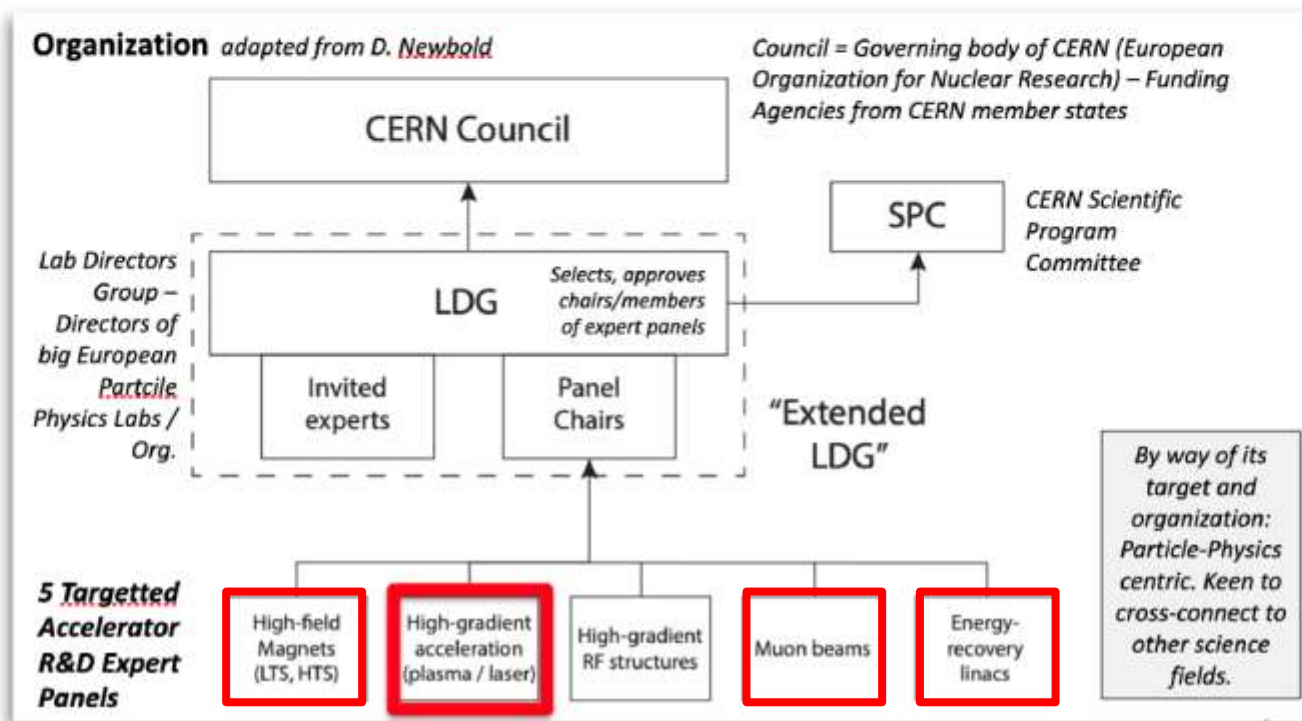 Organization adapted from D. Newbold
Council = Governing body of CERN (European
Organization for Nuclear Research) – Funding
Agencies from CERN member states
CERN Council
SPC
CERN Scientific
Program
Committee
Lab Directors
Group –
Directors of
big European
Partcile
Physics Labs /
Org.
LDG
Selects, approves
chairs/members
of expert panels
Invited
experts
Panel
Chairs
"Extended
LDG"
By way of its
target and
organization:
Particle-Physics
centric. Keen to
cross-connect to
other science
fields.
5 Targetted
Accelerator
R&D Expert
Panels
High-field
Magnets
(LTS, HTS)
High-gradient
acceleration
(plasma / laser)
High-gradient
RF structures
Muon beams
Energy-
recovery
linacs